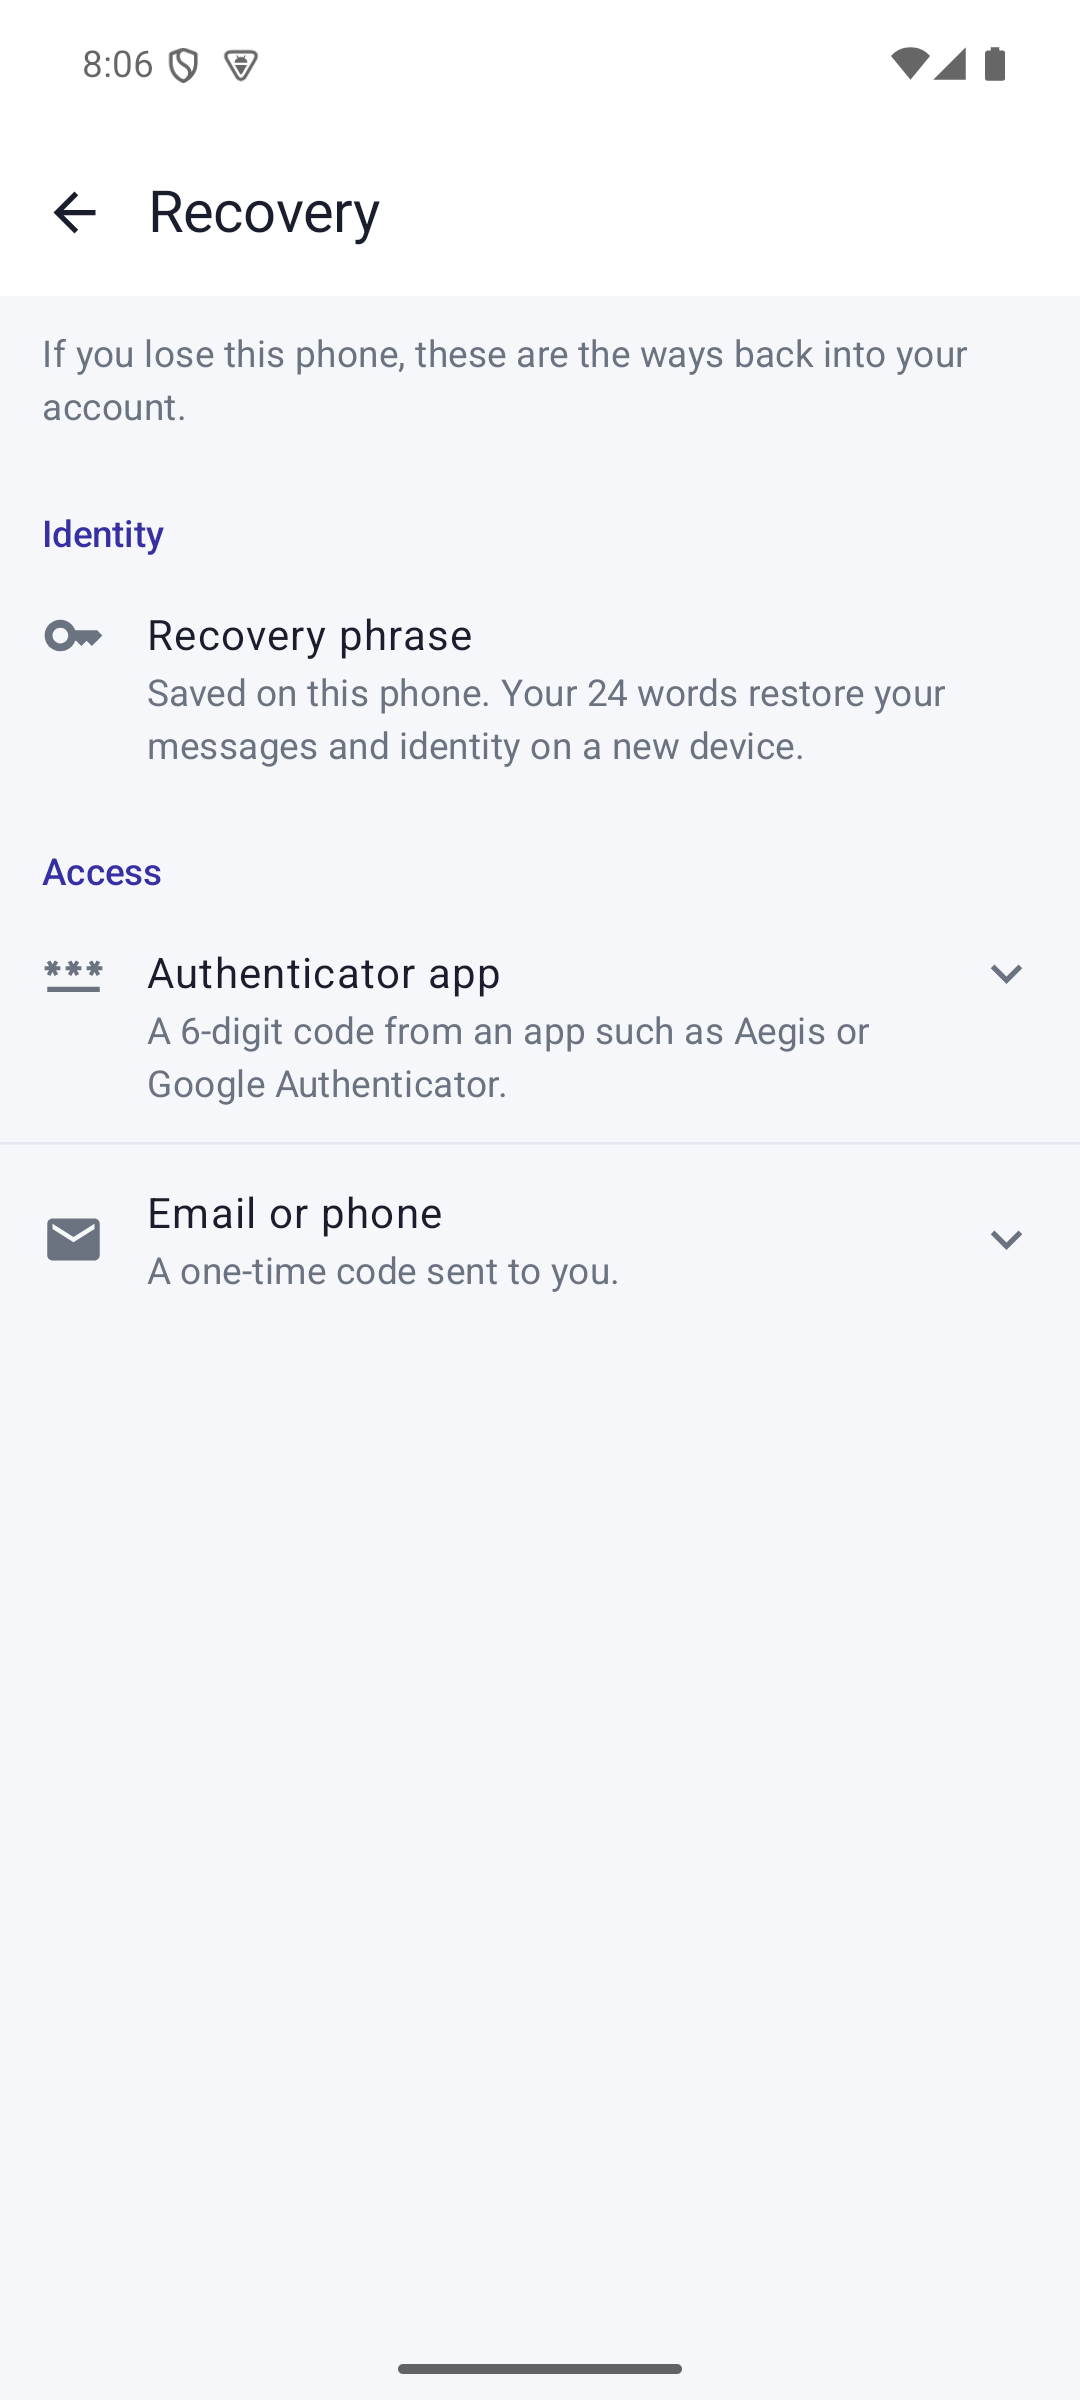 8:06
Recovery
If you lose this phone, these are the ways back into your
account.
Identity
Recovery phrase
Saved on this phone. Your 24 words restore your
messages and identity on a new device.
Access
Authenticator app
A 6-digit code from an app such as Aegis or
Google Authenticator.
Email or phone
A one-time code sent to you.